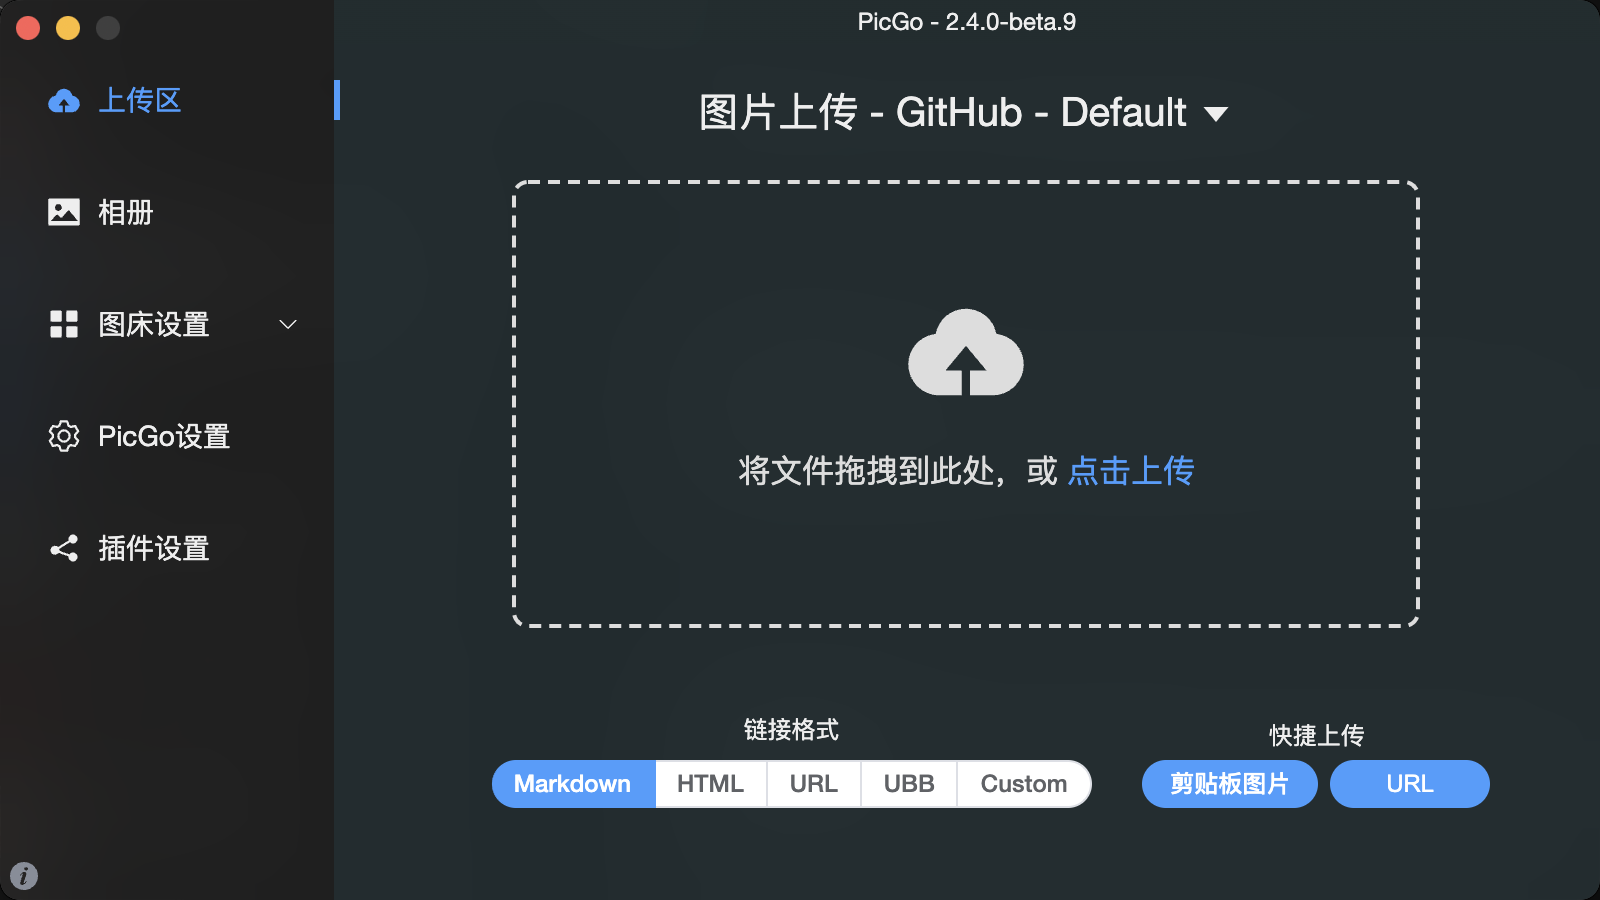 PicGo - 2.4.0-beta.9
上传区
相册
图床设置
PicGo设置
插件设置
图片上传 - GitHub - Default
将文件拖拽到此处，或 点击上传
链接格式
Markdown HTML URL UBB Custom
快捷上传
剪贴板图片 URL
i